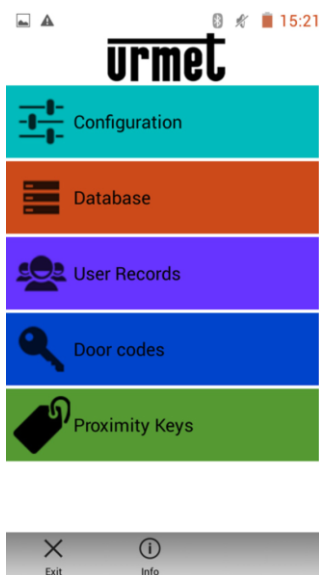 15:21
urmet
Configuration
Database
User Records
Door codes
Proximity Keys
Exit
Info